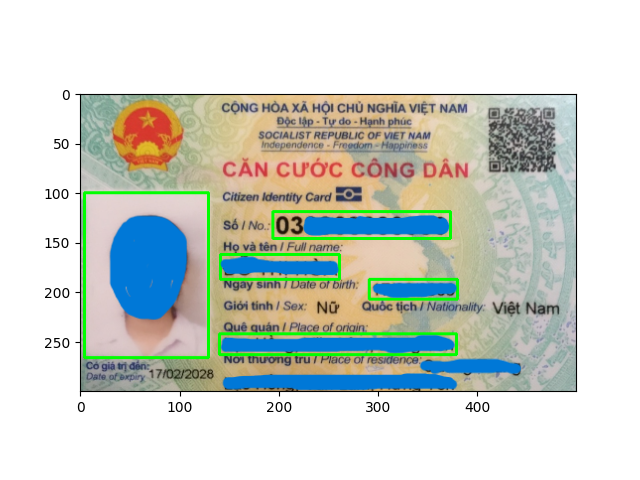 CỘNG HÒA XÃ HỘI CHỦ NGHĨA VIỆT NAM
Độc lập - Tự do - Hạnh phúc
SOCIALIST REPUBLIC OF VIET NAM
Independence - Freedom - Happiness
CĂN CƯỚC CÔNG DÂN
Citizen Identity Card
Số / No.: 03
Họ và tên / Full name:
Ngày sinh / Date of birth:
Giới tính / Sex: Nữ Quốc tịch / Nationality: Việt Nam
Quê quán / Place of origin:
Nơi thường trú / Place of residence:
Có giá trị đến:
Date of expiry 17/02/2028
0
50
100
150
200
250
0 100 200 300 400